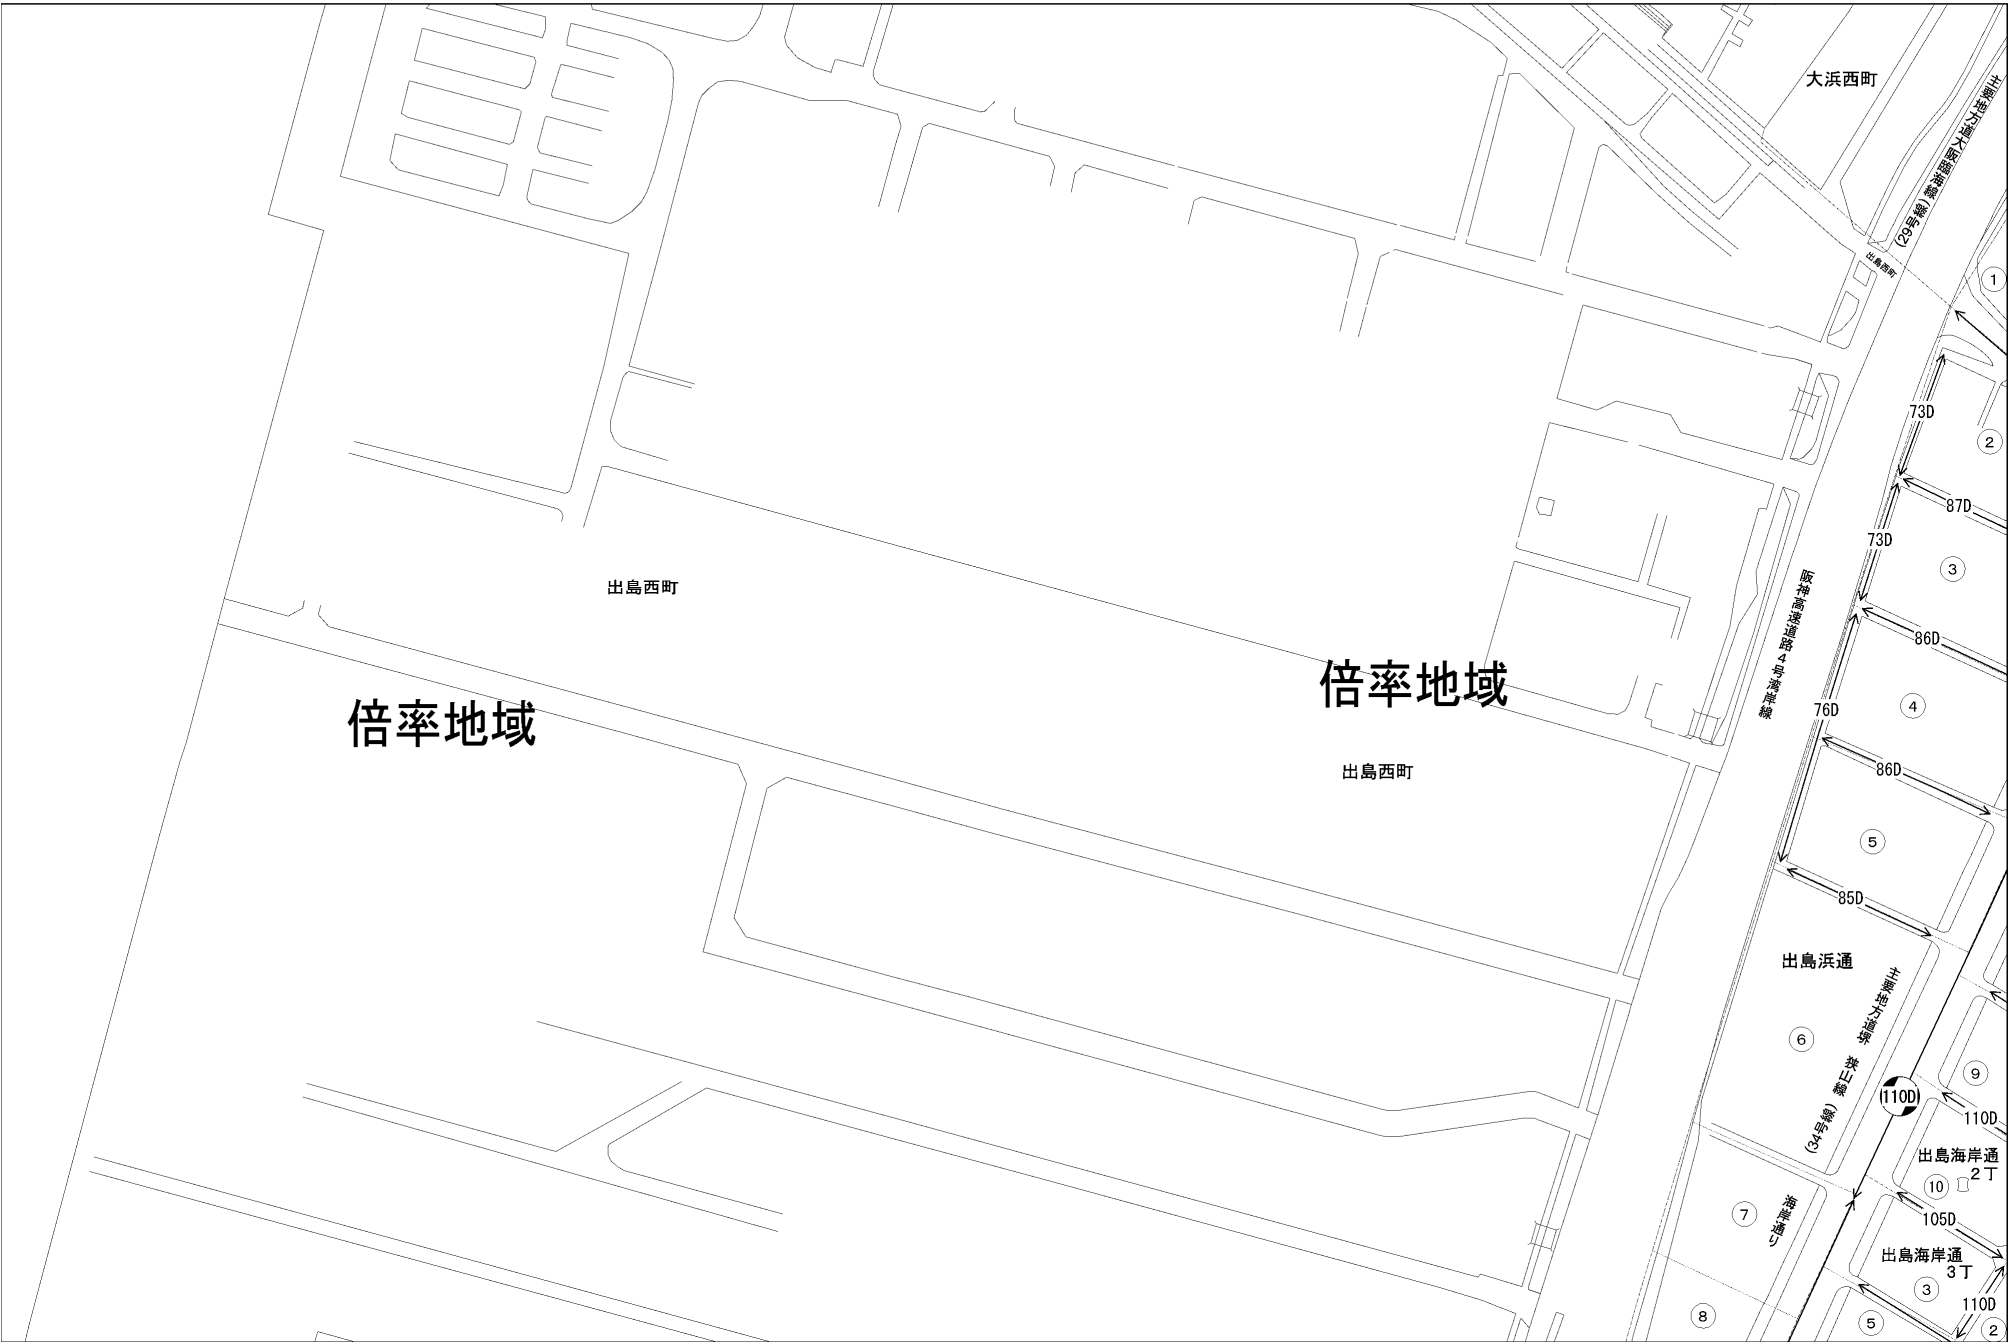 大浜西町
主要地方道大阪臨海線
(29号線)
出島西町
1
73D
2
87D
73D
3
出島西町
阪神高速道路4号湾岸線
86D
倍率地域
倍率地域
76D
4
出島西町
86D
5
85D
出島浜通
主要地方道堺 狭山線
(34号線)
6
9
110D
110D
出島海岸通
2丁
10
7
海岸通り
105D
出島海岸通
3丁
3
110D
8
5
2